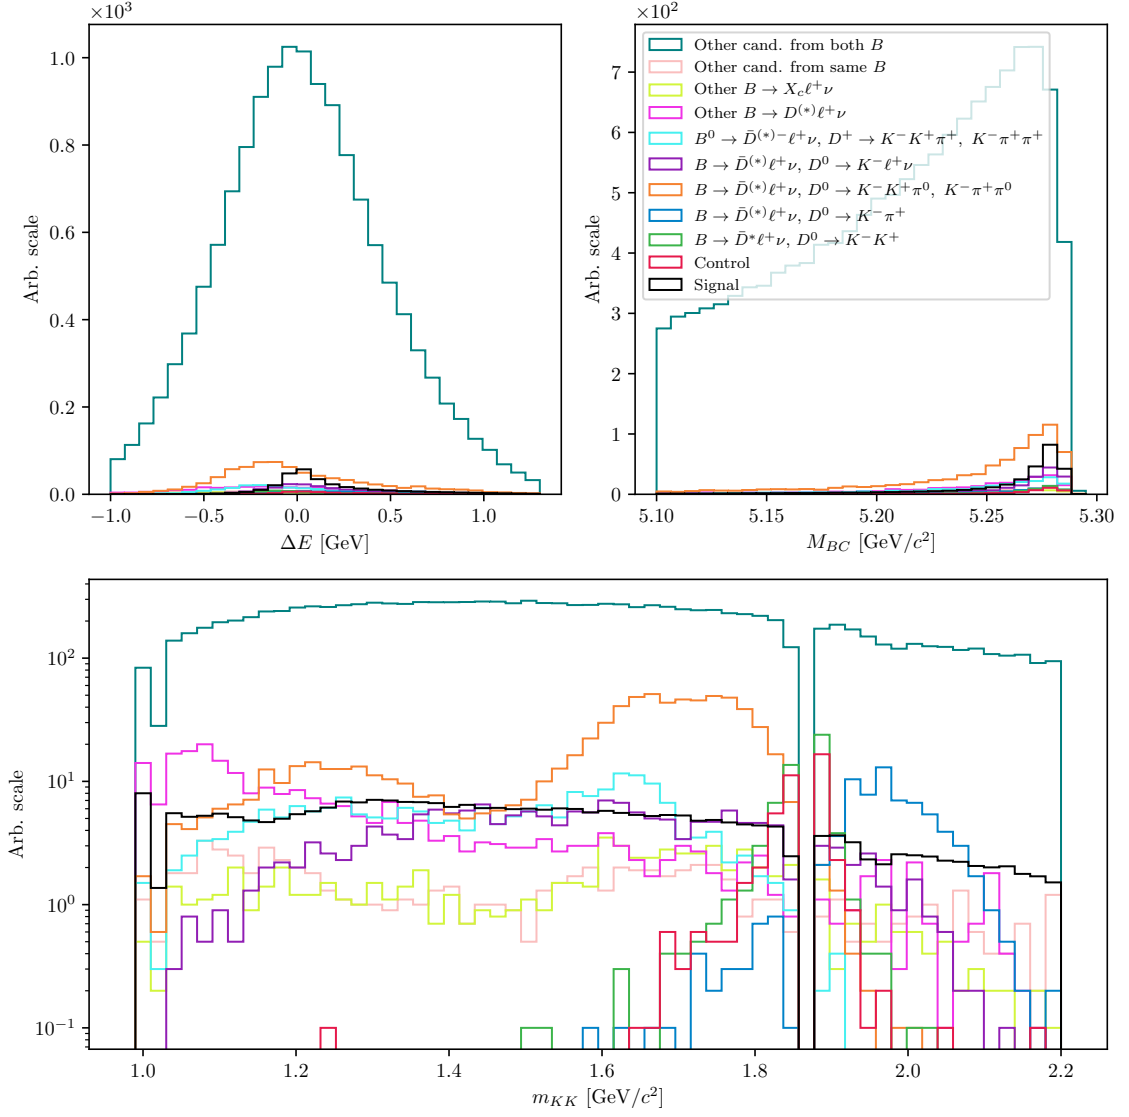 ×10³
1.0
0.8
0.6
0.4
0.2
0.0
Arb. scale
−1.0 −0.5 0.0 0.5 1.0
ΔE [GeV]
×10²
7
6
5
4
3
2
1
0
Arb. scale
Other cand. from both B
Other cand. from same B
Other B → X_cℓ⁺ν
Other B → D⁽*⁾ℓ⁺ν
B⁰ → D̄⁽*⁾⁻ℓ⁺ν, D⁺ → K⁻K⁺π⁺, K⁻π⁺π⁺
B → D̄⁽*⁾ℓ⁺ν, D⁰ → K⁻ℓ⁺ν
B → D̄⁽*⁾ℓ⁺ν, D⁰ → K⁻K⁺π⁰, K⁻π⁺π⁰
B → D̄⁽*⁾ℓ⁺ν, D⁰ → K⁻π⁺
B → D̄*ℓ⁺ν, D⁰ → K⁻K⁺
Control
Signal
5.10 5.15 5.20 5.25 5.30
M_BC [GeV/c²]
10²
10¹
10⁰
10⁻¹
Arb. scale
1.0 1.2 1.4 1.6 1.8 2.0 2.2
m_KK [GeV/c²]